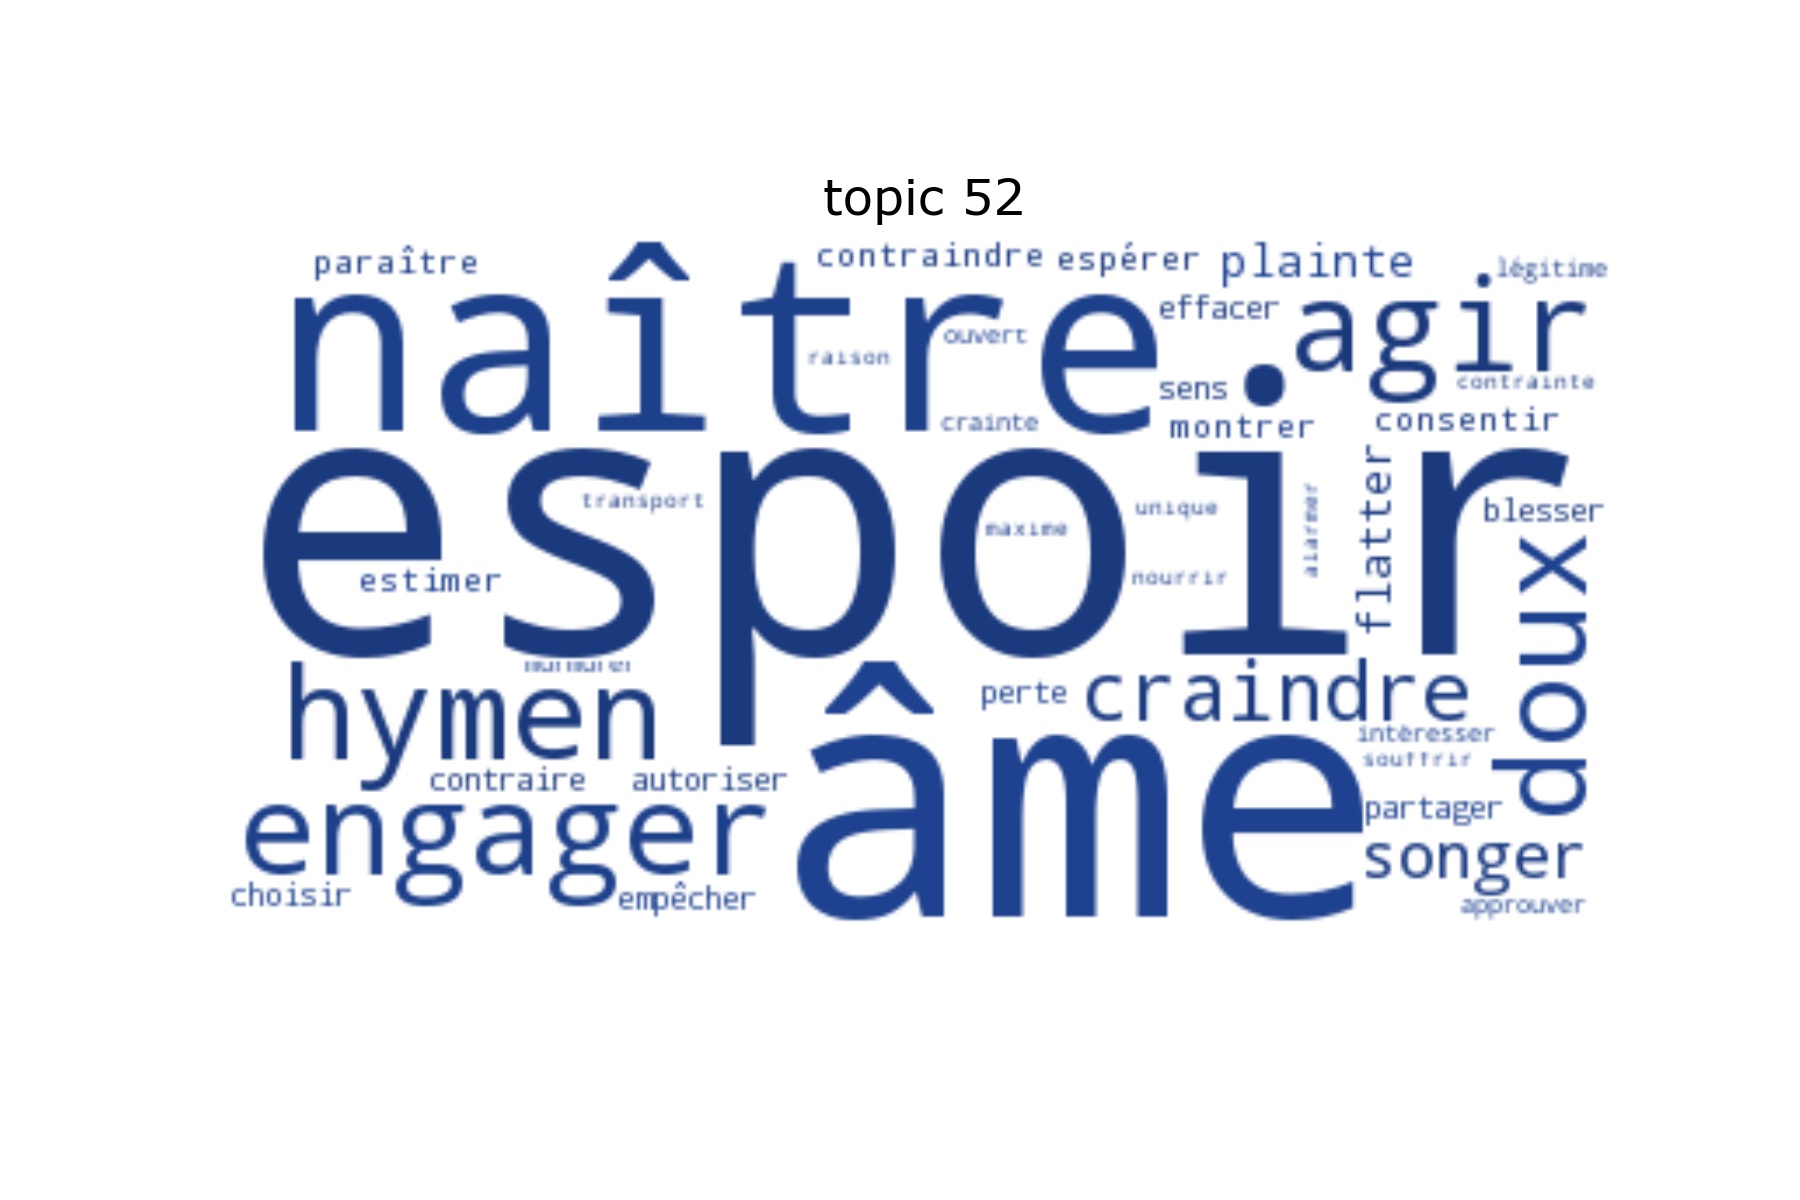 topic 52
paraître
contraindre
espérer
plainte
légitime
naître
effacer
agir
ouvert
raison
sens
contrainte
crainte
montrer
consentir
espoir
transport
maxime
unique
nourrir
alarmer
flatter
blesser
doux
estimer
hymen
âme
perte
craindre
intéresser
souffrir
contraire
autoriser
engager
partager
songer
choisir
empêcher
approuver